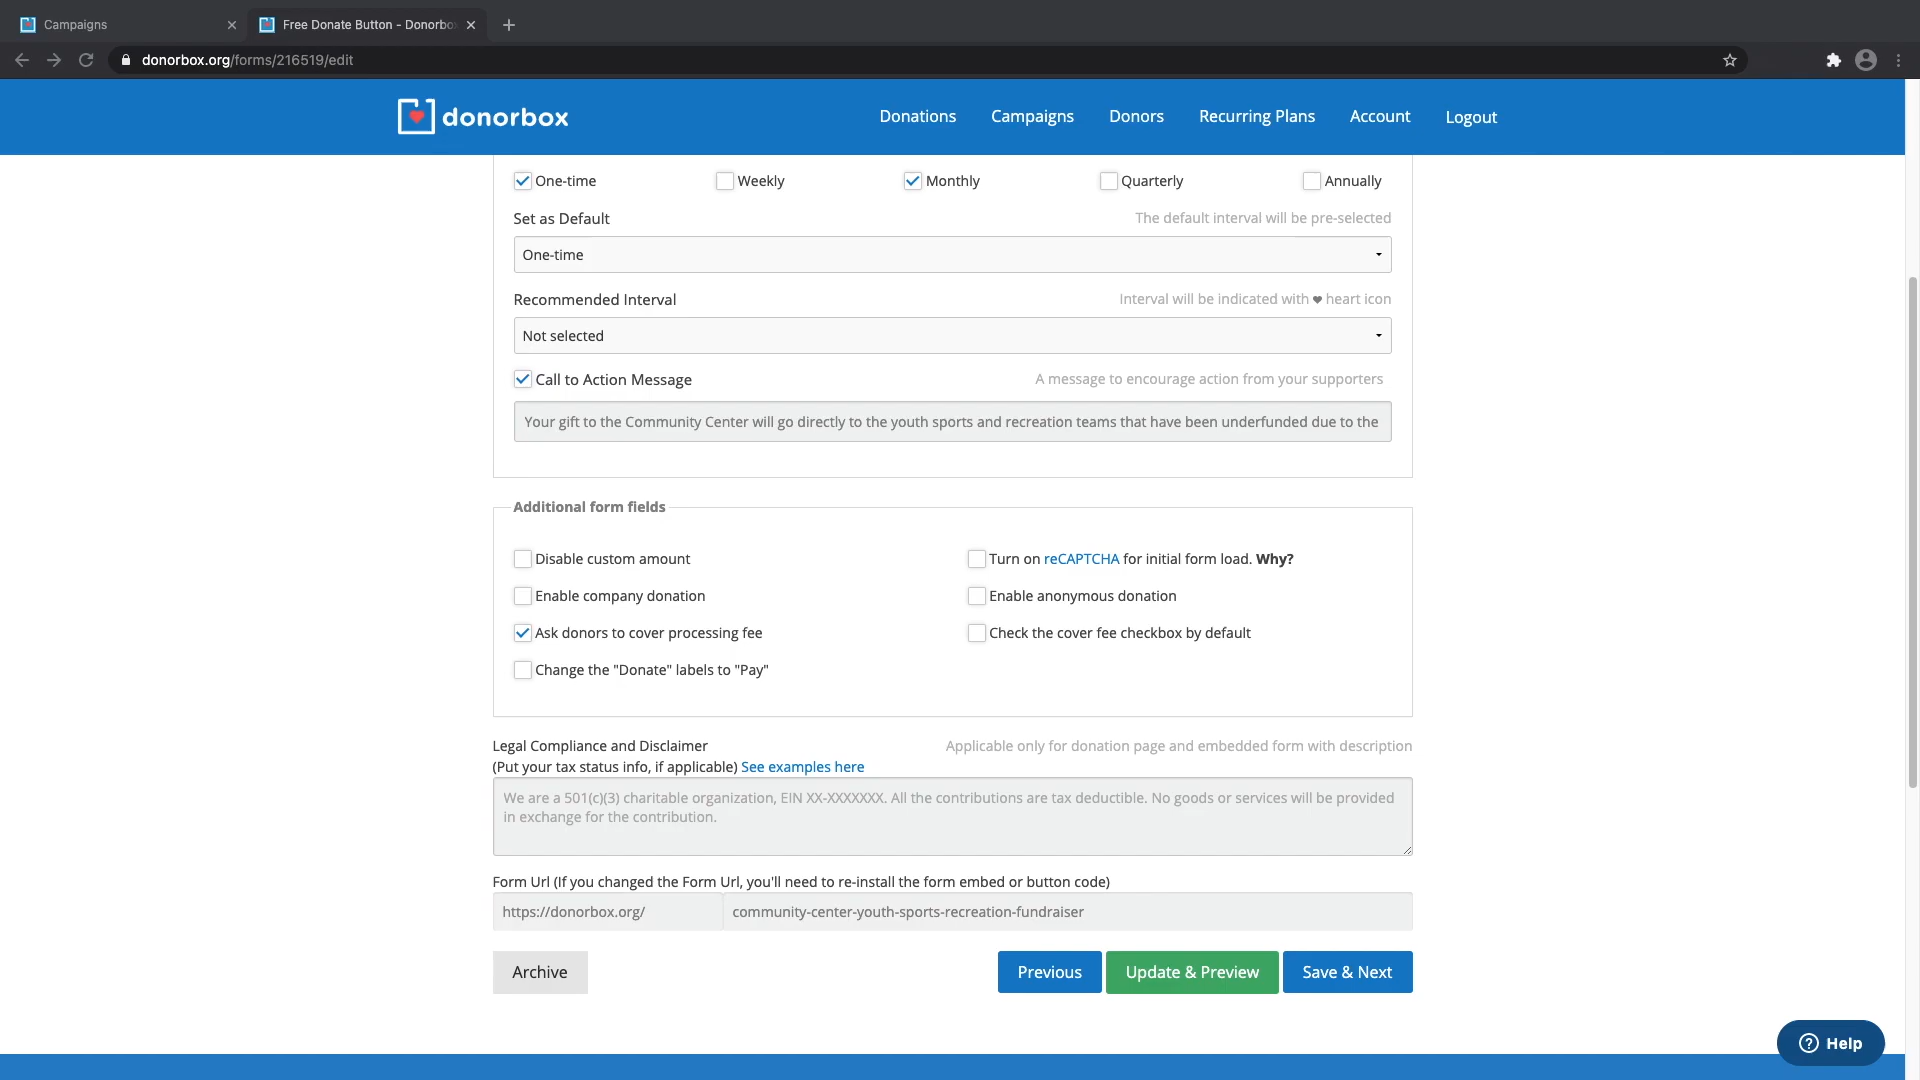 Campaigns
Free Donate Button - Donorbo
donorbox.org/forms/216519/edit
donorbox
Donations Campaigns Donors Recurring Plans Account Logout
One-time Weekly Monthly Quarterly Annually
Set as Default The default interval will be pre-selected
One-time
Recommended Interval Interval will be indicated with ♥ heart icon
Not selected
Call to Action Message A message to encourage action from your supporters
Your gift to the Community Center will go directly to the youth sports and recreation teams that have been underfunded due to the
Additional form fields
Disable custom amount Turn on reCAPTCHA for initial form load. Why?
Enable company donation Enable anonymous donation
Ask donors to cover processing fee Check the cover fee checkbox by default
Change the "Donate" labels to "Pay"
Legal Compliance and Disclaimer Applicable only for donation page and embedded form with description
(Put your tax status info, if applicable) See examples here
We are a 501(c)(3) charitable organization, EIN XX-XXXXXXX. All the contributions are tax deductible. No goods or services will be provided
in exchange for the contribution.
Form Url (If you changed the Form Url, you'll need to re-install the form embed or button code)
https://donorbox.org/ community-center-youth-sports-recreation-fundraiser
Archive Previous Update & Preview Save & Next
? Help